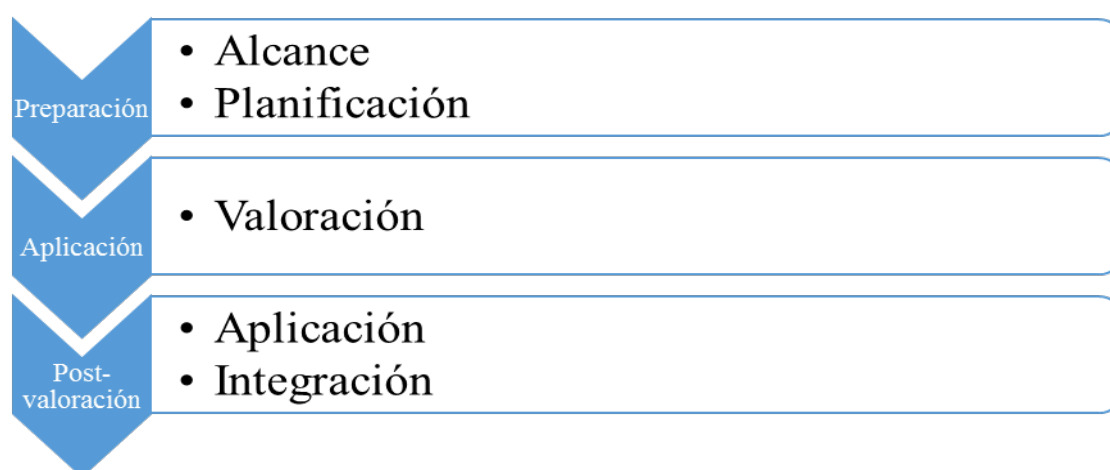 Preparación
• Alcance
• Planificación
Aplicación
• Valoración
Post-
valoración
• Aplicación
• Integración